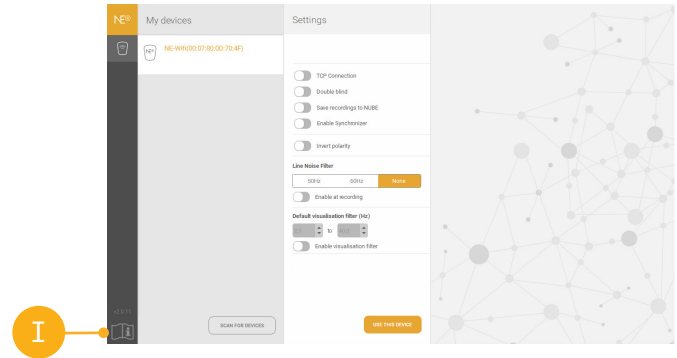 NE®
My devices
Settings
NE-Wifi(00:07:80:0D:70:4F)
TCP Connection
Double blind
Save recordings to NUBE
Enable Synchronizer
Invert polarity
Line Noise Filter
50Hz 60Hz None
Enable at recording
Default visualisation filter (Hz)
to
Enable visualisation filter
SCAN FOR DEVICES
USE THIS DEVICE
I